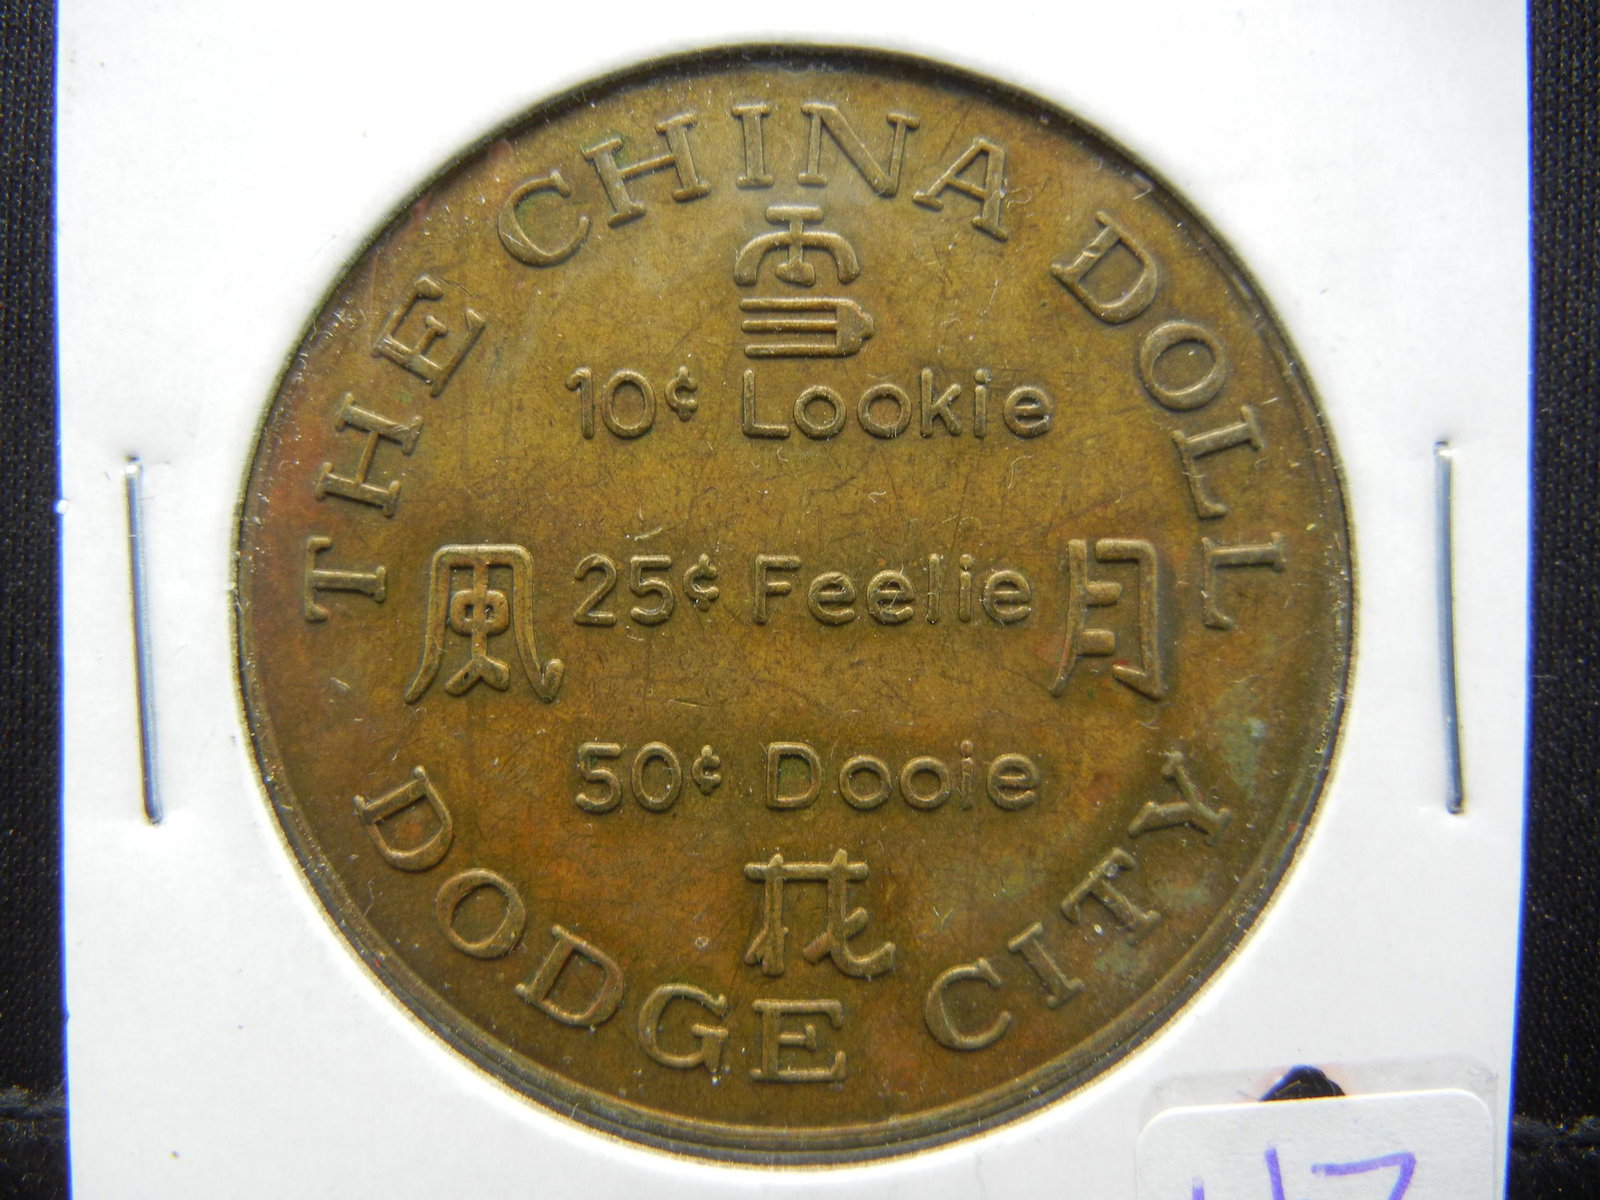 THE CHINA DOLL
雪
10¢ Lookie
風 25¢ Feelie 月
50¢ Dooie
花
DODGE CITY